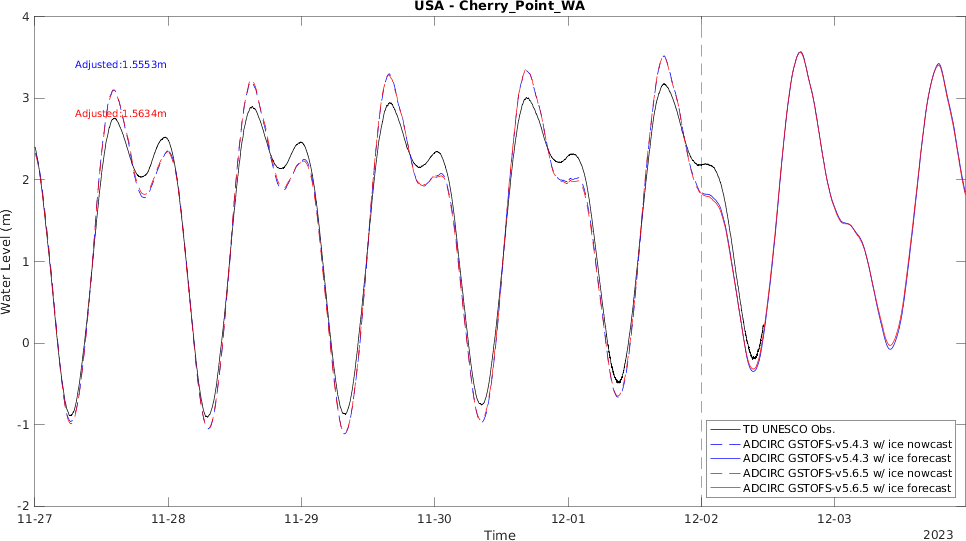 USA - Cherry_Point_WA
4
Adjusted:1.5553m
3
Adjusted:1.5634m
2
Water Level (m)
1
0
-1
TD UNESCO Obs.
ADCIRC GSTOFS-v5.4.3 w/ ice nowcast
ADCIRC GSTOFS-v5.4.3 w/ ice forecast
ADCIRC GSTOFS-v5.6.5 w/ ice nowcast
ADCIRC GSTOFS-v5.6.5 w/ ice forecast
-2
11-27 11-28 11-29 11-30 12-01 12-02 12-03
Time
2023